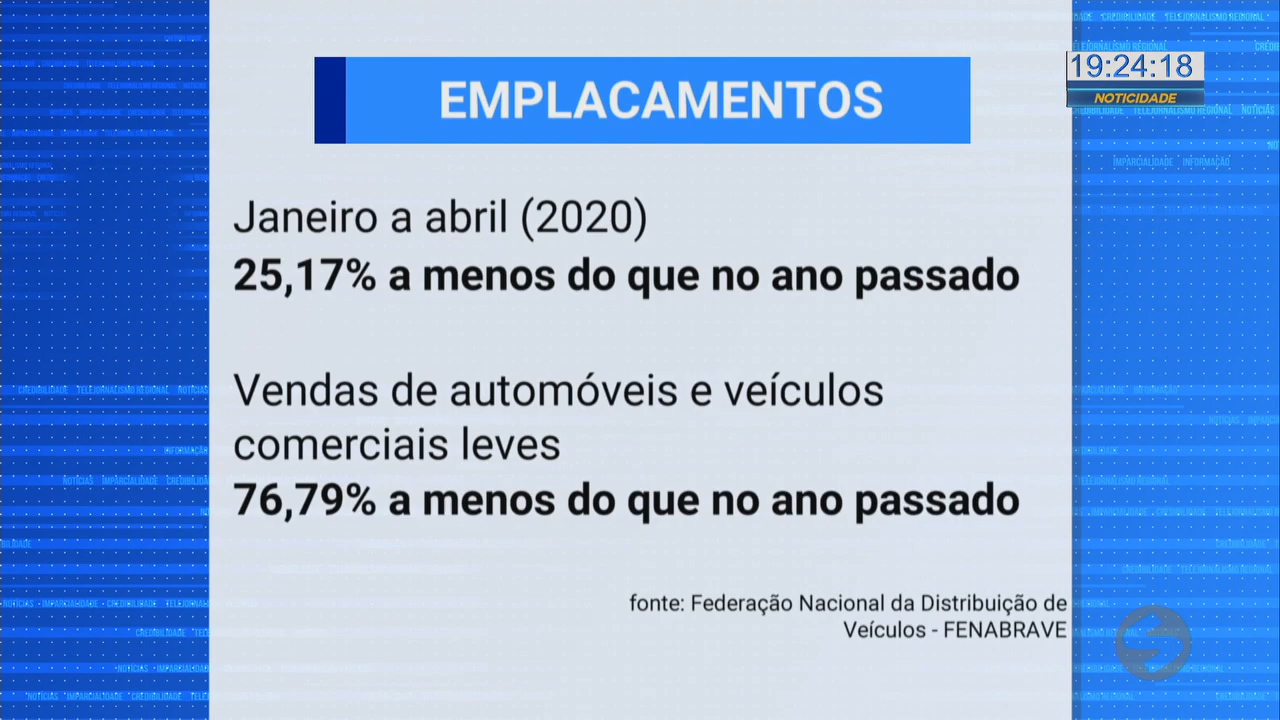 EMPLACAMENTOS
19:24:18
NOTICIDADE
Janeiro a abril (2020)
25,17% a menos do que no ano passado
Vendas de automóveis e veículos
comerciais leves
76,79% a menos do que no ano passado
fonte: Federação Nacional da Distribuição de
Veículos - FENABRAVE